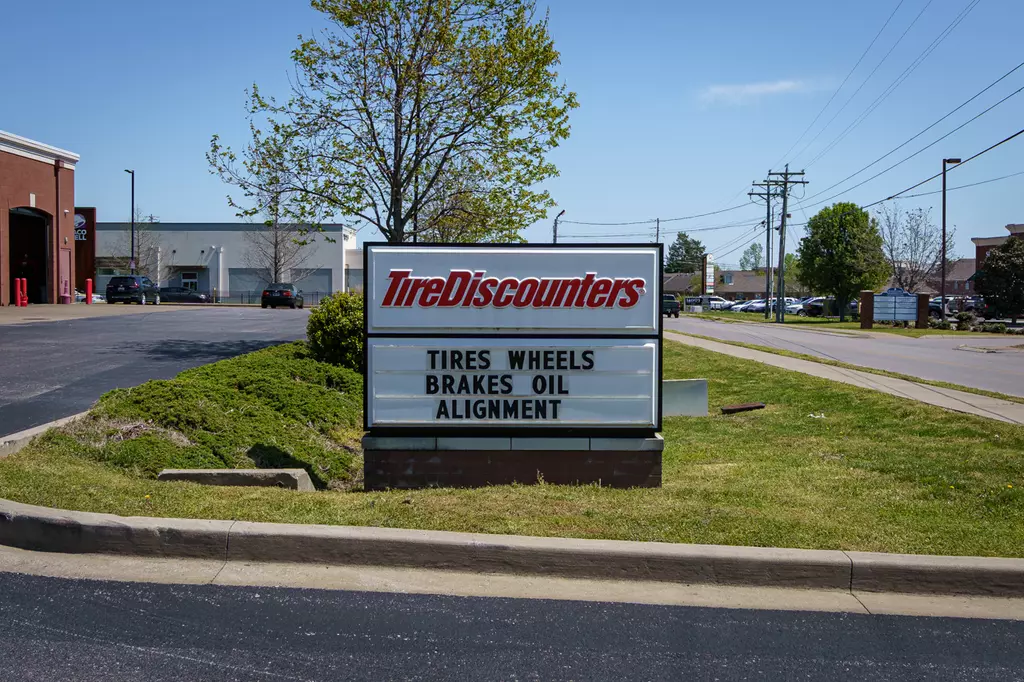 TireDiscounters
TIRES WHEELS
BRAKES OIL
ALIGNMENT